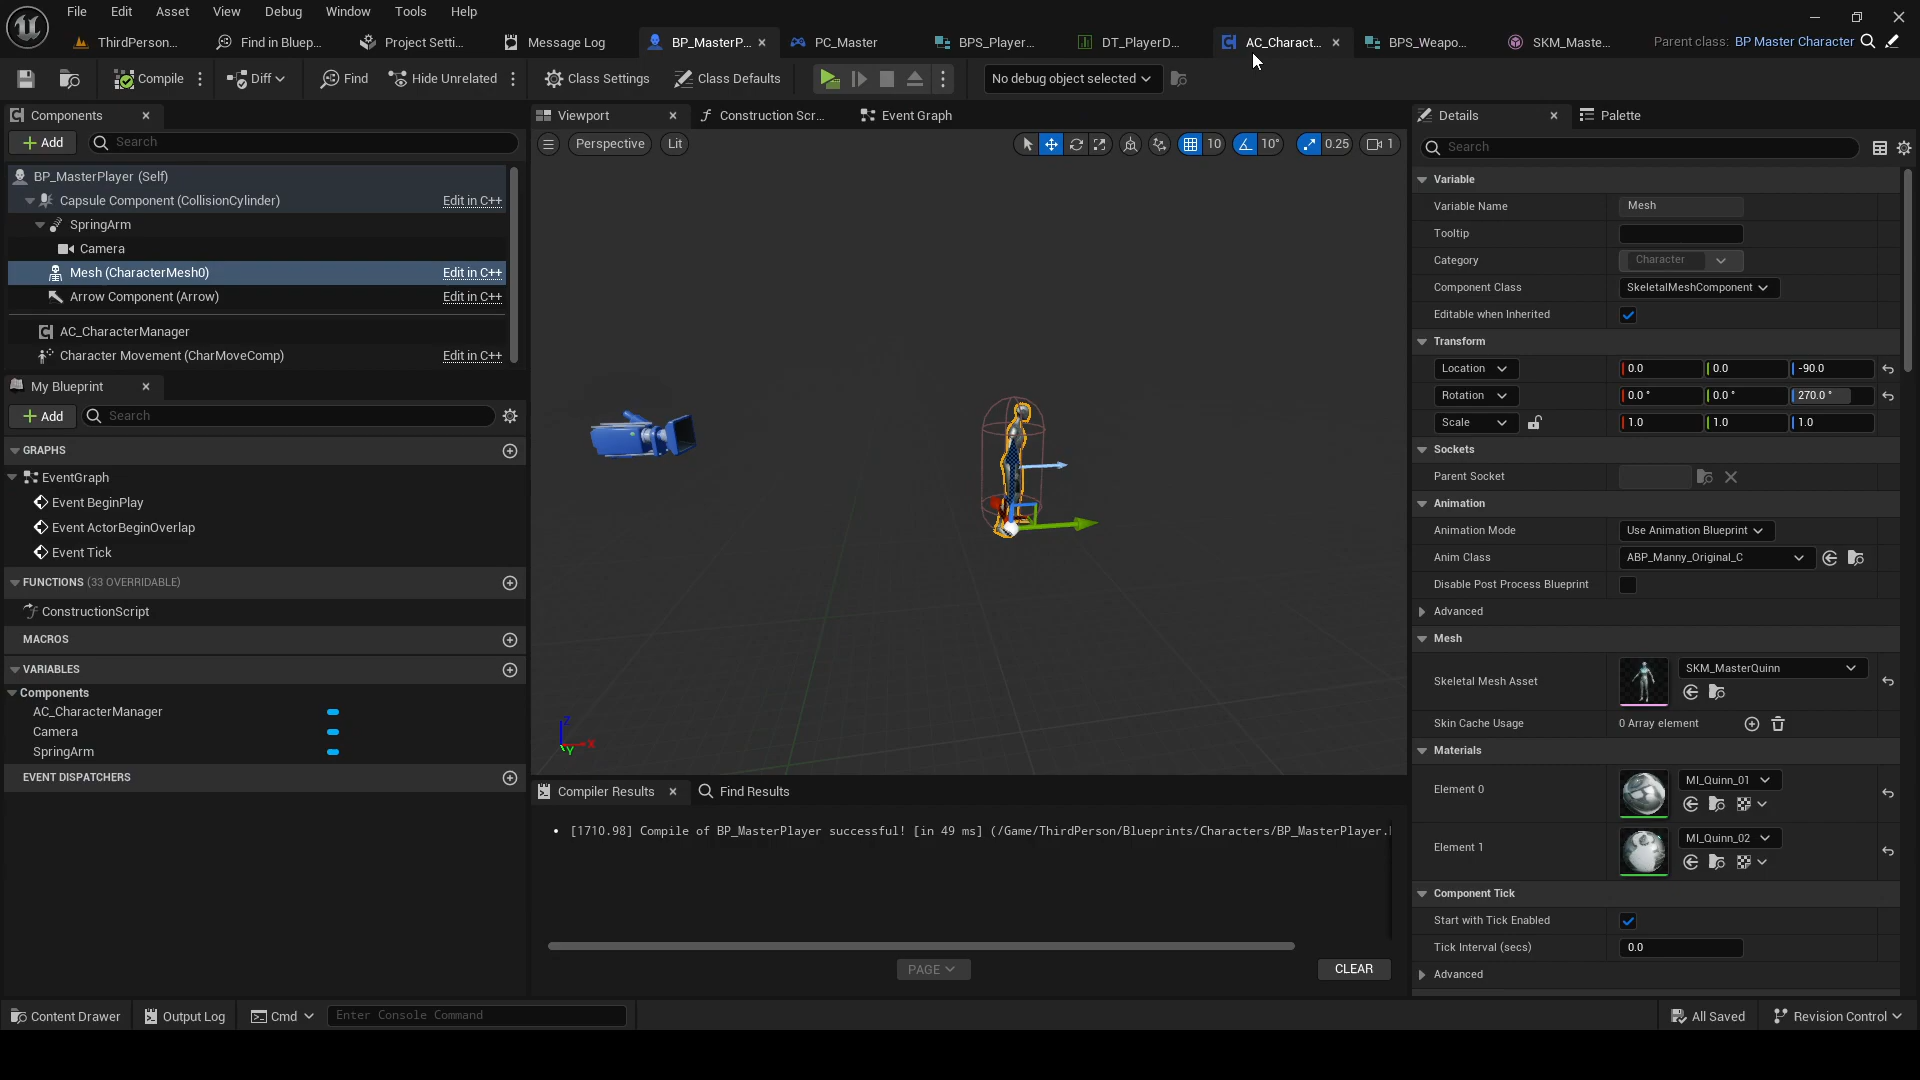 File Edit Asset View Debug Window Tools Help
ThirdPerson... Find in Bluep... Project Setti... Message Log BP_MasterP... PC_Master BPS_Player... DT_PlayerD... AC_Charact... BPS_Weapo... SKM_Maste... Parent class: BP Master Character
Compile Diff Find Hide Unrelated Class Settings Class Defaults No debug object selected
Components
Add Search
BP_MasterPlayer (Self)
Capsule Component (CollisionCylinder) Edit in C++
SpringArm
Camera
Mesh (CharacterMesh0) Edit in C++
Arrow Component (Arrow) Edit in C++
AC_CharacterManager
Character Movement (CharMoveComp) Edit in C++
My Blueprint
Add Search
GRAPHS
EventGraph
Event BeginPlay
Event ActorBeginOverlap
Event Tick
FUNCTIONS (33 OVERRIDABLE)
ConstructionScript
MACROS
VARIABLES
Components
AC_CharacterManager
Camera
SpringArm
EVENT DISPATCHERS
Viewport Construction Scr... Event Graph
Perspective Lit 10 10° 0.25 1
Z
X
Y
Compiler Results Find Results
• [1710.98] Compile of BP_MasterPlayer successful! [in 49 ms] (/Game/ThirdPerson/Blueprints/Characters/BP_MasterPlayer.
PAGE CLEAR
Details Palette
Search
Variable
Variable Name Mesh
Tooltip
Category Character
Component Class SkeletalMeshComponent
Editable when Inherited
Transform
Location 0.0 0.0 -90.0
Rotation 0.0 ° 0.0 ° 270.0 °
Scale 1.0 1.0 1.0
Sockets
Parent Socket
Animation
Animation Mode Use Animation Blueprint
Anim Class ABP_Manny_Original_C
Disable Post Process Blueprint
Advanced
Mesh
Skeletal Mesh Asset SKM_MasterQuinn
Skin Cache Usage 0 Array element
Materials
Element 0 MI_Quinn_01
Element 1 MI_Quinn_02
Component Tick
Start with Tick Enabled
Tick Interval (secs) 0.0
Advanced
Content Drawer Output Log Cmd Enter Console Command All Saved Revision Control